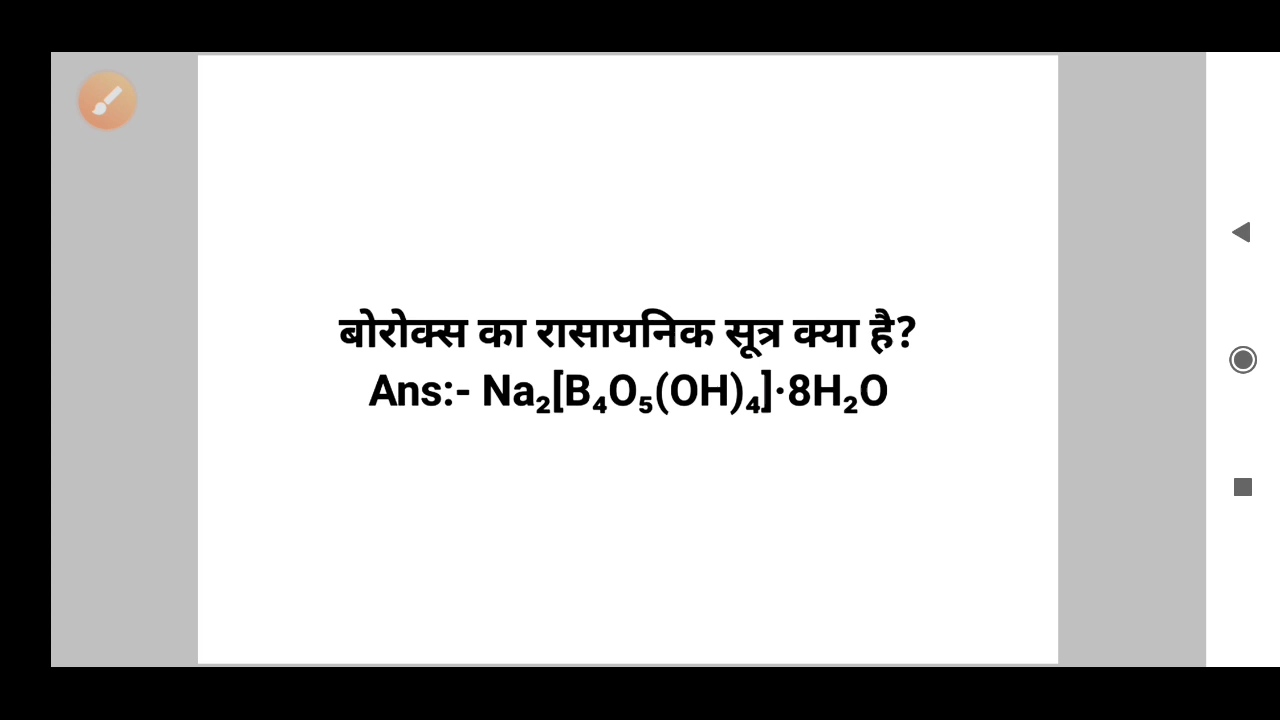 बोरोक्स का रासायनिक सूत्र क्या है?
Ans:- Na₂[B₄O₅(OH)₄]·8H₂O